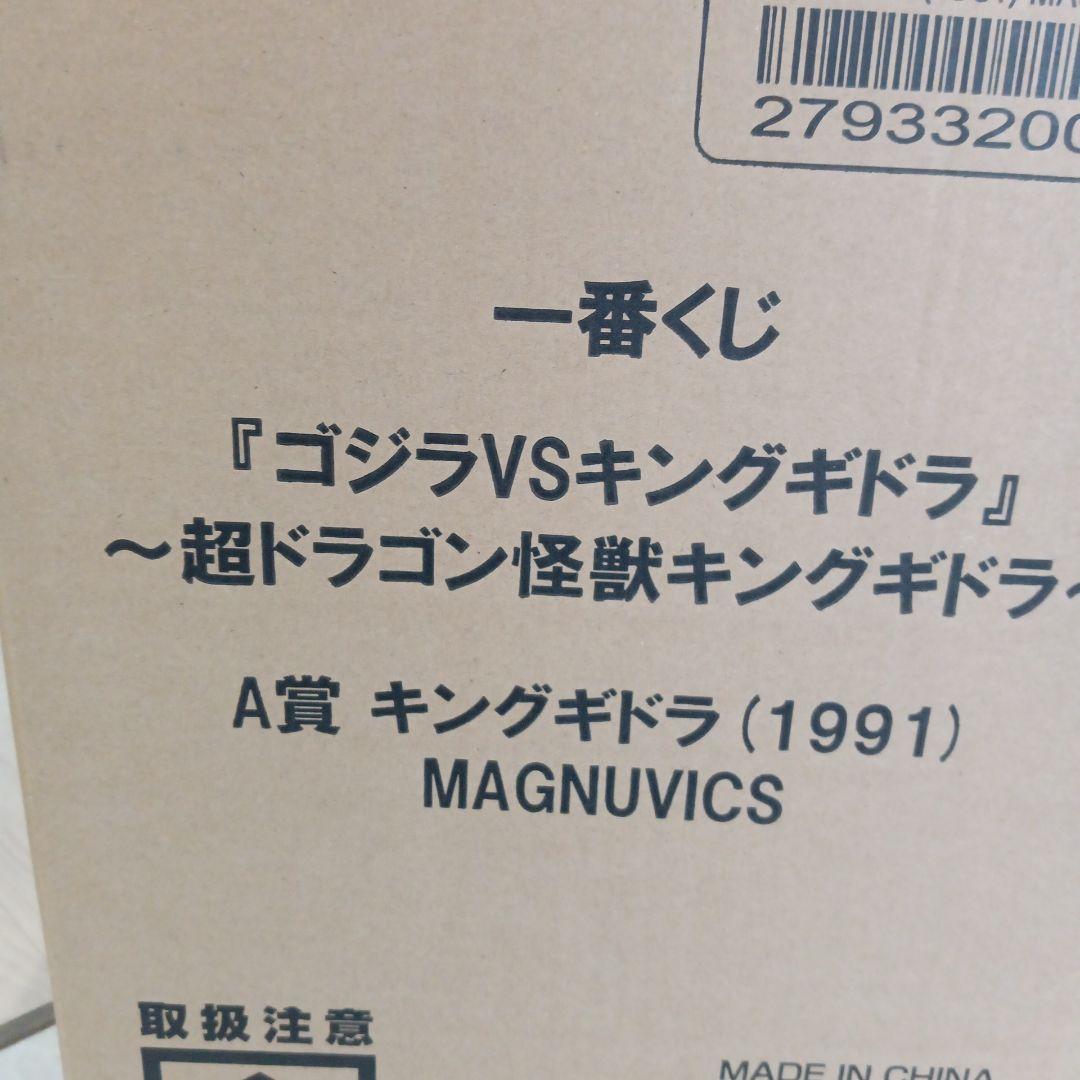 27933200
一番くじ
『ゴジラVSキングギドラ』
～超ドラゴン怪獣キングギドラ～
A賞 キングギドラ(1991)
MAGNUVICS
取扱注意
MADE IN CHINA